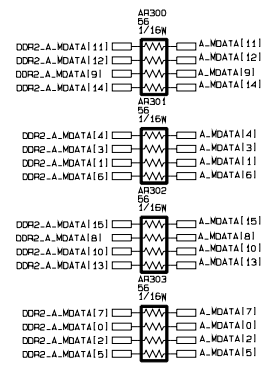 AR300
56
1/16W
DDR2_A_MDATA[11] A_MDATA[11]
DDR2_A_MDATA[12] A_MDATA[12]
DDR2_A_MDATA[9] A_MDATA[9]
DDR2_A_MDATA[14] A_MDATA[14]
AR301
56
1/16W
DDR2_A_MDATA[4] A_MDATA[4]
DDR2_A_MDATA[3] A_MDATA[3]
DDR2_A_MDATA[1] A_MDATA[1]
DDR2_A_MDATA[6] A_MDATA[6]
AR302
56
1/16W
DDR2_A_MDATA[15] A_MDATA[15]
DDR2_A_MDATA[8] A_MDATA[8]
DDR2_A_MDATA[10] A_MDATA[10]
DDR2_A_MDATA[13] A_MDATA[13]
AR303
56
1/16W
DDR2_A_MDATA[7] A_MDATA[7]
DDR2_A_MDATA[0] A_MDATA[0]
DDR2_A_MDATA[2] A_MDATA[2]
DDR2_A_MDATA[5] A_MDATA[5]